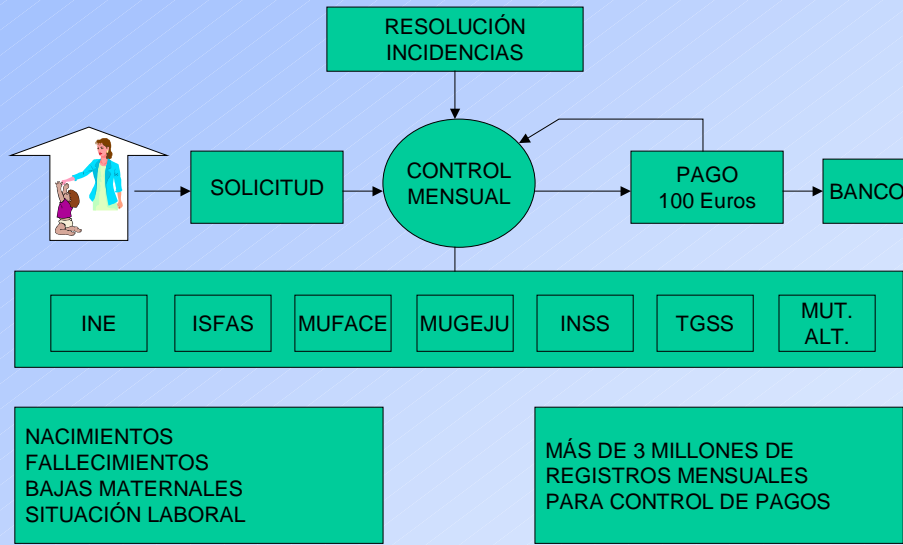 RESOLUCIÓN
INCIDENCIAS
SOLICITUD
CONTROL
MENSUAL
PAGO
100 Euros
BANCO
INE
ISFAS
MUFACE
MUGEJU
INSS
TGSS
MUT.
ALT.
NACIMIENTOS
FALLECIMIENTOS
BAJAS MATERNALES
SITUACIÓN LABORAL
MÁS DE 3 MILLONES DE
REGISTROS MENSUALES
PARA CONTROL DE PAGOS